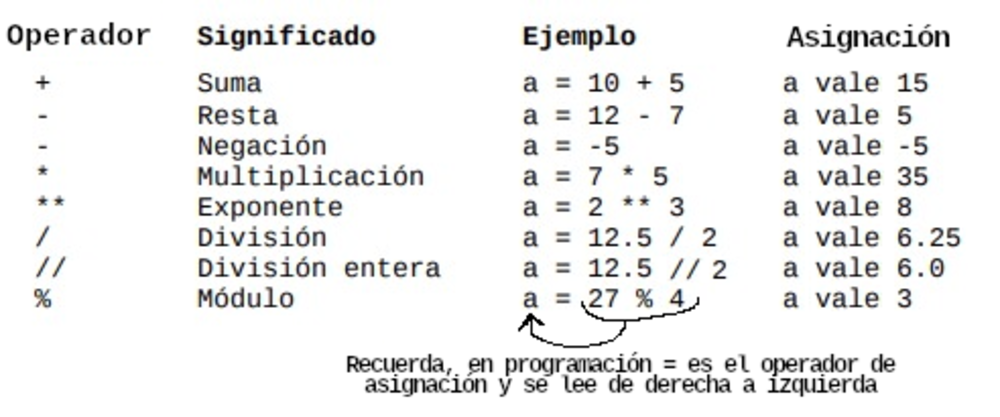 Operador Significado Ejemplo Asignación
+ Suma a = 10 + 5 a vale 15
- Resta a = 12 - 7 a vale 5
- Negación a = -5 a vale -5
* Multiplicación a = 7 * 5 a vale 35
** Exponente a = 2 ** 3 a vale 8
/ División a = 12.5 / 2 a vale 6.25
// División entera a = 12.5 // 2 a vale 6.0
% Módulo a = 27 % 4 a vale 3
Recuerda, en programación = es el operador de
asignación y se lee de derecha a izquierda